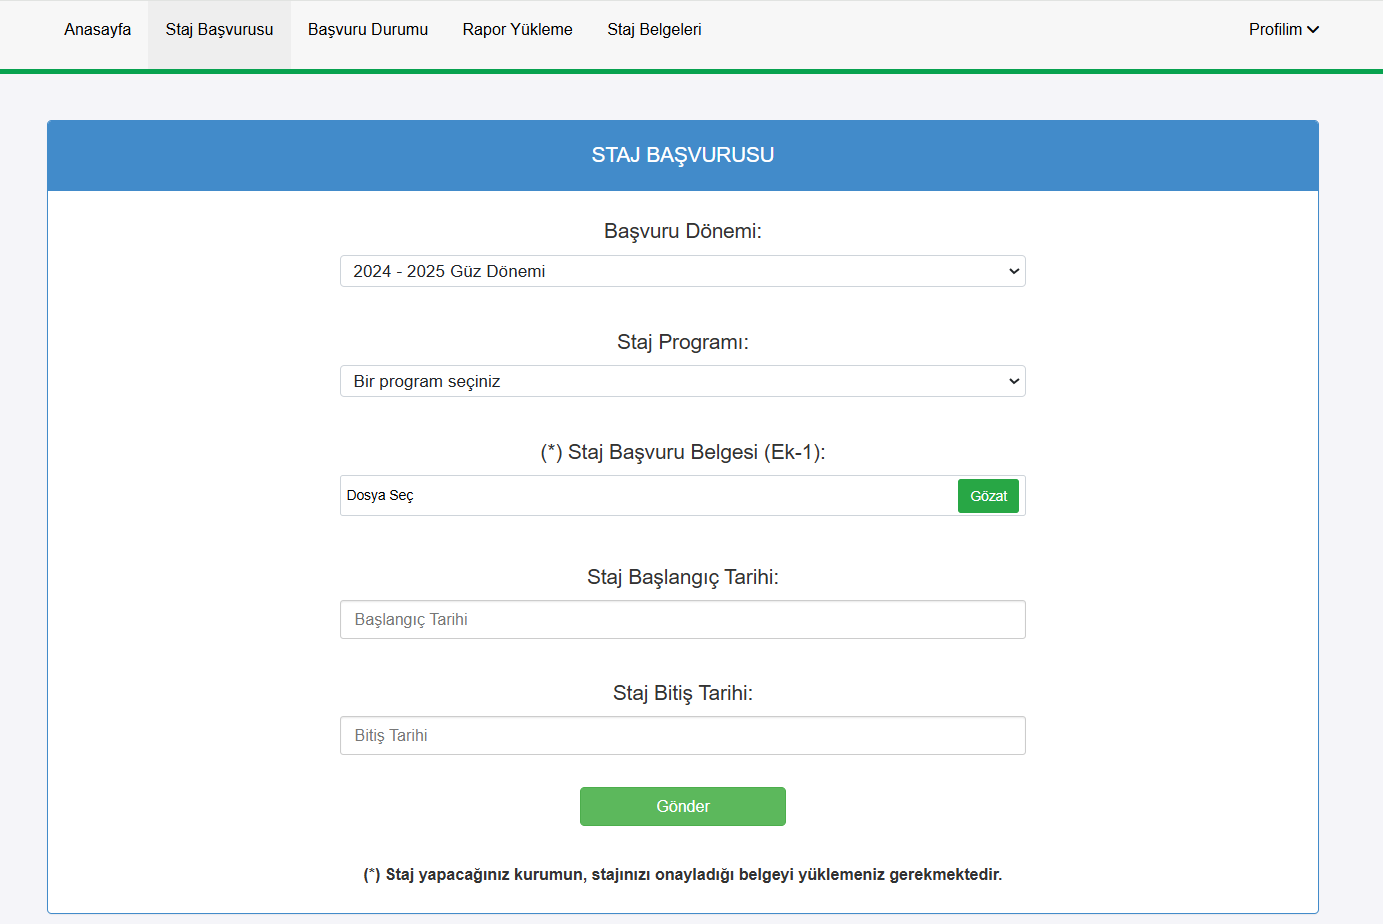 Anasayfa Staj Başvurusu Başvuru Durumu Rapor Yükleme Staj Belgeleri Profilim
STAJ BAŞVURUSU
Başvuru Dönemi:
2024 - 2025 Güz Dönemi
Staj Programı:
Bir program seçiniz
(*) Staj Başvuru Belgesi (Ek-1):
Dosya Seç Gözat
Staj Başlangıç Tarihi:
Başlangıç Tarihi
Staj Bitiş Tarihi:
Bitiş Tarihi
Gönder
(*) Staj yapacağınız kurumun, stajınızı onayladığı belgeyi yüklemeniz gerekmektedir.